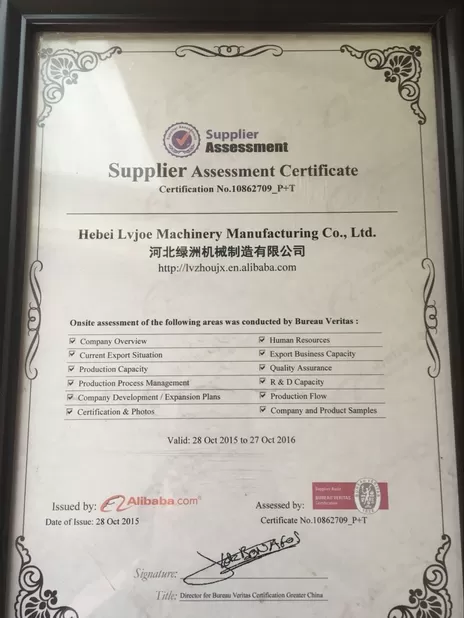 Supplier
Assessment
Supplier Assessment Certificate
Certification No.10862709_P+T
Hebei Lvjoe Machinery Manufacturing Co., Ltd.
河北绿洲机械制造有限公司
http://lvzhoujx.en.alibaba.com
Onsite assessment of the following areas was conducted by Bureau Veritas :
Company Overview
Human Resources
Current Export Situation
Export Business Capacity
Production Capacity
Quality Assurance
Production Process Management
R & D Capacity
Company Development / Expansion Plans
Production Flow
Certification & Photos
Company and Product Samples
Valid: 28 Oct 2015 to 27 Oct 2016
Issued by: Alibaba.com
Assessed by: BUREAU VERITAS
Date of Issue: 28 Oct 2015
Certificate No.10862709_P+T
Signature:
Title: Director for Bureau Veritas Certification Greater China